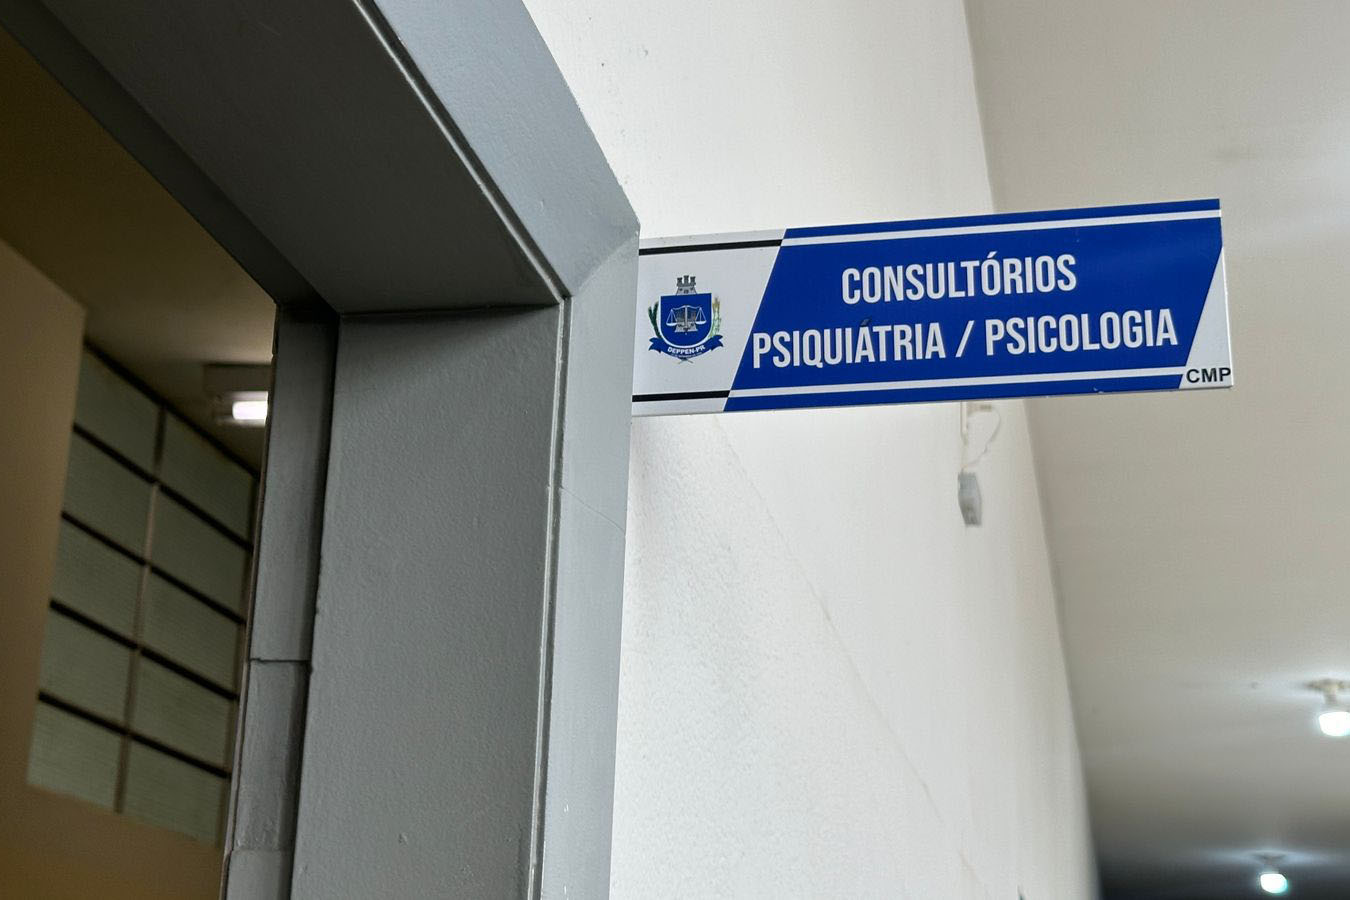 CONSULTÓRIOS
PSIQUIÁTRIA / PSICOLOGIA
CMP
DEPPEN-PR